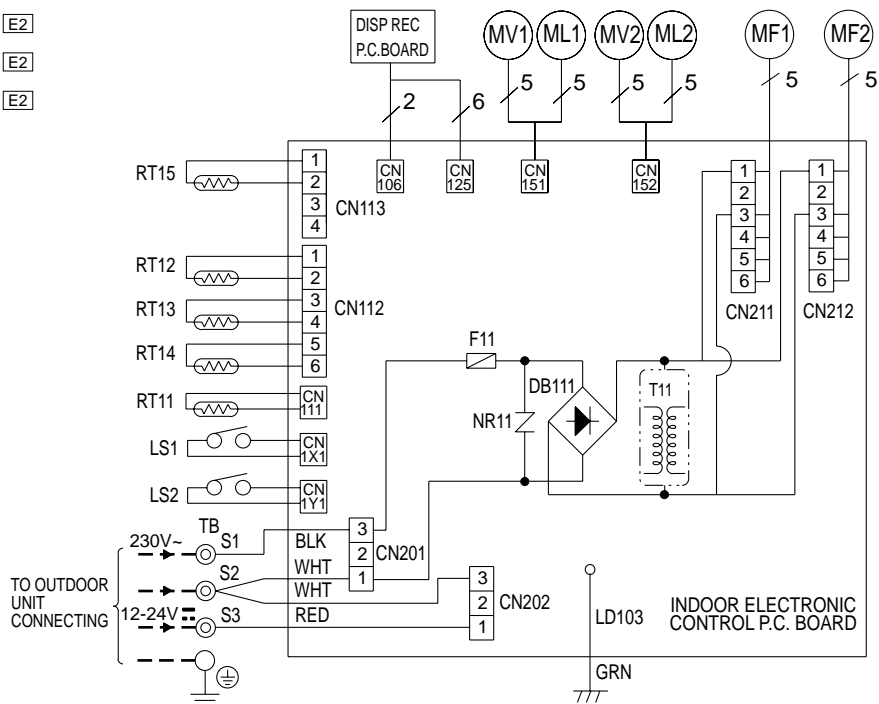 E2
E2
E2
DISP REC
P.C.BOARD
MV1
ML1
MV2
ML2
MF1
MF2
2
6
5
5
5
5
5
5
RT15
1
2
3
4
CN113
CN
106
CN
125
CN
151
CN
152
1
2
3
4
5
6
CN211
1
2
3
4
5
6
CN212
RT12
RT13
RT14
1
2
3
4
5
6
CN112
RT11
CN
111
LS1
CN
1X1
LS2
CN
1Y1
F11
DB111
NR11
T11
TB
230V~
S1
BLK
S2
WHT
WHT
12-24V
S3
RED
3
2
1
CN201
3
2
1
CN202
TO OUTDOOR
UNIT
CONNECTING
LD103
GRN
INDOOR ELECTRONIC
CONTROL P.C. BOARD